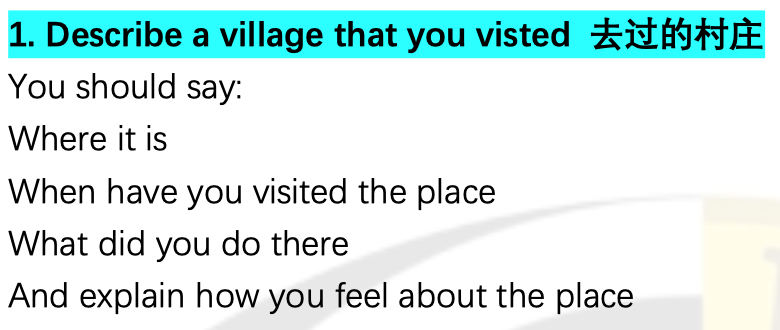 1. Describe a village that you visted 去过的村庄
You should say:
Where it is
When have you visited the place
What did you do there
And explain how you feel about the place